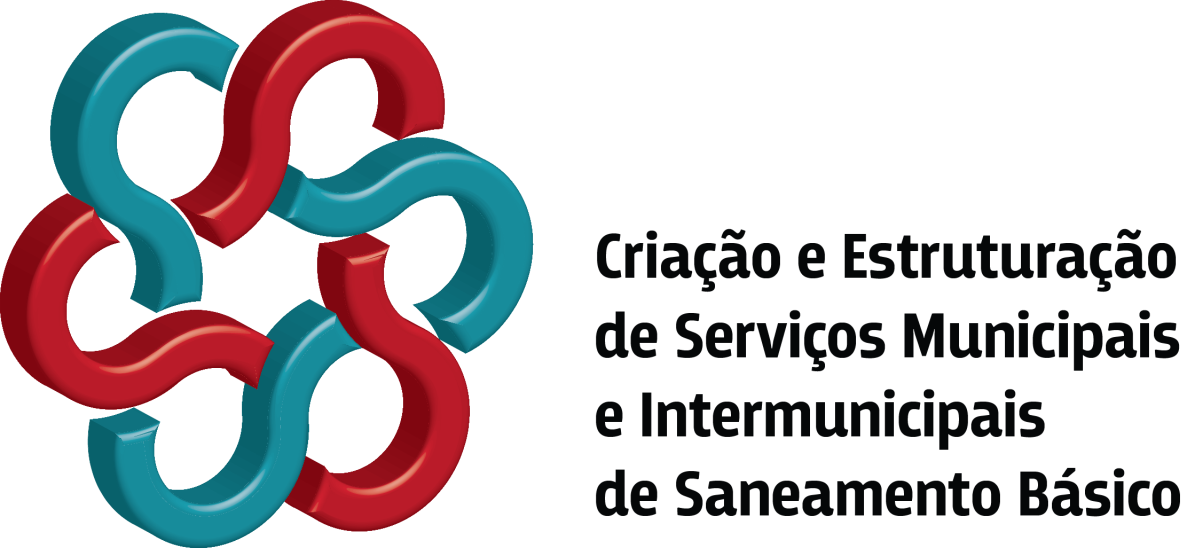 Criação e Estruturação
de Serviços Municipais
e Intermunicipais
de Saneamento Básico